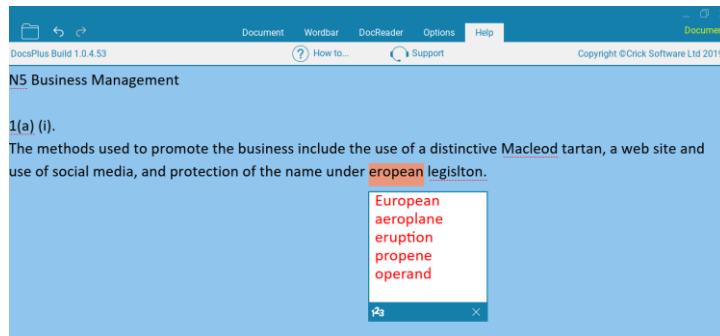 Document Wordbar DocReader Options Help
Documen
DocsPlus Build 1.0.4.53 ? How to... Support Copyright ©Crick Software Ltd 2019
N5 Business Management
1(a) (i).
The methods used to promote the business include the use of a distinctive Macleod tartan, a web site and
use of social media, and protection of the name under eropean legislton.
European
aeroplane
eruption
propene
operand
123